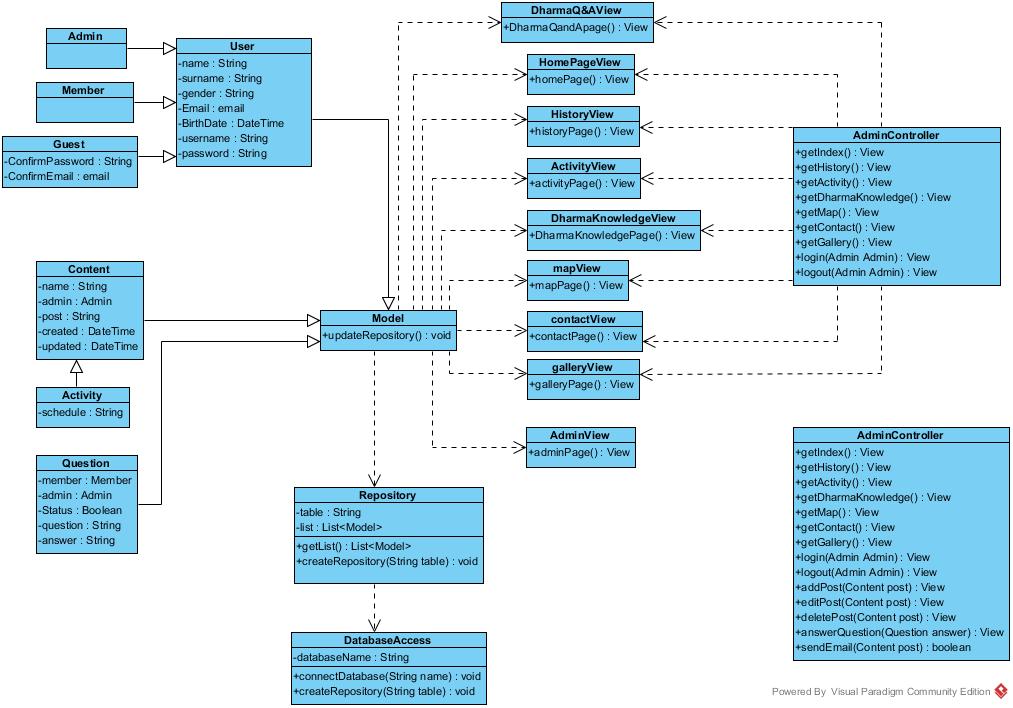 Admin
Member
Guest
-ConfirmPassword : String
-ConfirmEmail : email
User
-name : String
-surname : String
-gender : String
-Email : email
-BirthDate : DateTime
-username : String
-password : String
Content
-name : String
-admin : Admin
-post : String
-created : DateTime
-updated : DateTime
Activity
-schedule : String
Question
-member : Member
-admin : Admin
-Status : Boolean
-question : String
-answer : String
Model
+updateRepository() : void
Repository
-table : String
-list : List<Model>
+getList() : List<Model>
+createRepository(String table) : void
DatabaseAccess
-databaseName : String
+connectDatabase(String name) : void
+createRepository(String table) : void
DharmaQ&AView
+DharmaQandApage() : View
HomePageView
+homePage() : View
HistoryView
+historyPage() : View
ActivityView
+activityPage() : View
DharmaKnowledgeView
+DharmaKnowledgePage() : View
mapView
+mapPage() : View
contactView
+contactPage() : View
galleryView
+galleryPage() : View
AdminView
+adminPage() : View
AdminController
+getIndex() : View
+getHistory() : View
+getActivity() : View
+getDharmaKnowledge() : View
+getMap() : View
+getContact() : View
+getGallery() : View
+login(Admin Admin) : View
+logout(Admin Admin) : View
AdminController
+getIndex() : View
+getHistory() : View
+getActivity() : View
+getDharmaKnowledge() : View
+getMap() : View
+getContact() : View
+getGallery() : View
+login(Admin Admin) : View
+logout(Admin Admin) : View
+addPost(Content post) : View
+editPost(Content post) : View
+deletePost(Content post) : View
+answerQuestion(Question answer) : View
+sendEmail(Content post) : boolean
Powered By Visual Paradigm Community Edition